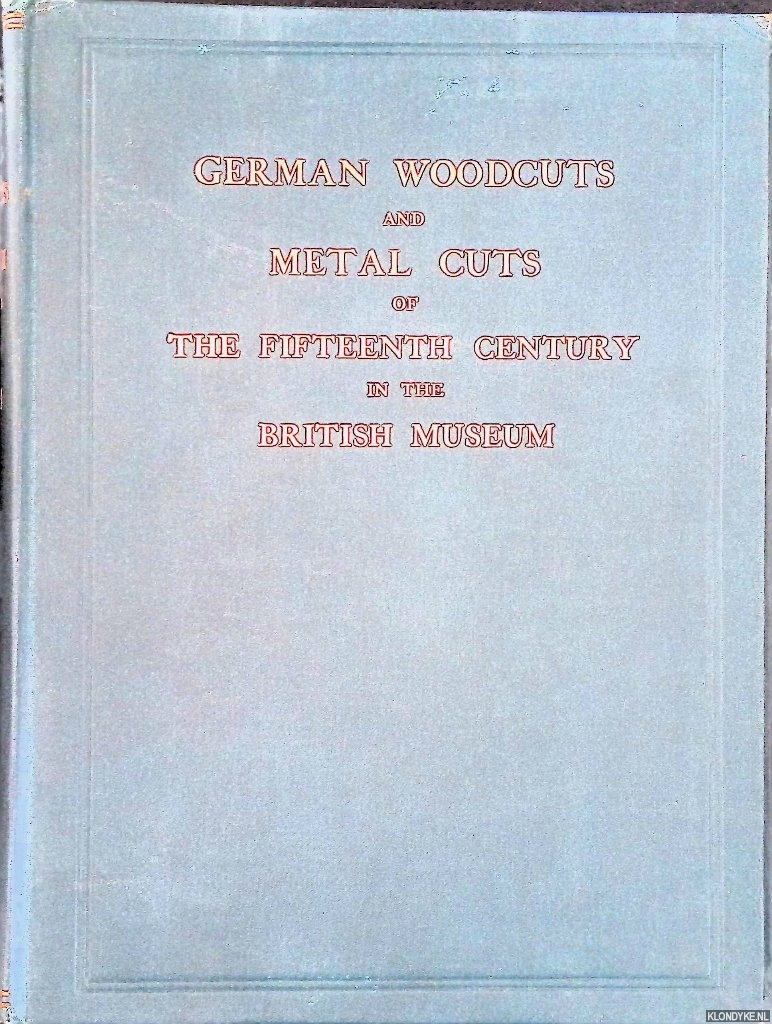 GERMAN WOODCUTS
AND
METAL CUTS
OF
THE FIFTEENTH CENTURY
IN THE
BRITISH MUSEUM
KLONDYKE.NL